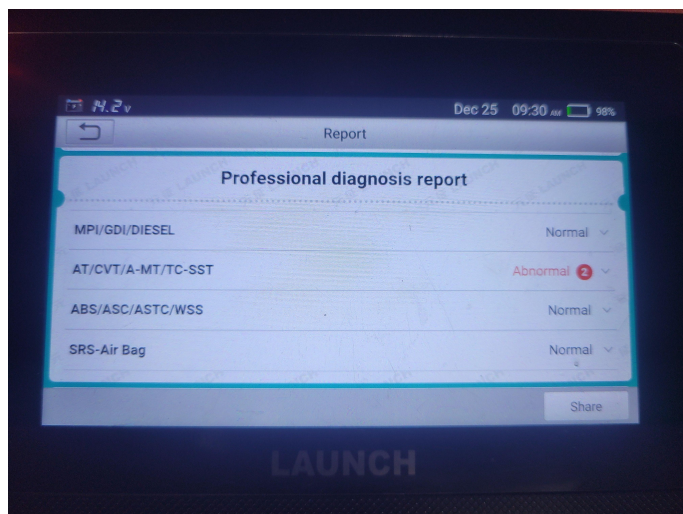 14.2v
Dec 25 09:30 AM 98%
Report
Professional diagnosis report
MPI/GDI/DIESEL Normal
AT/CVT/A-MT/TC-SST Abnormal 2
ABS/ASC/ASTC/WSS Normal
SRS-Air Bag Normal
Share
LAUNCH